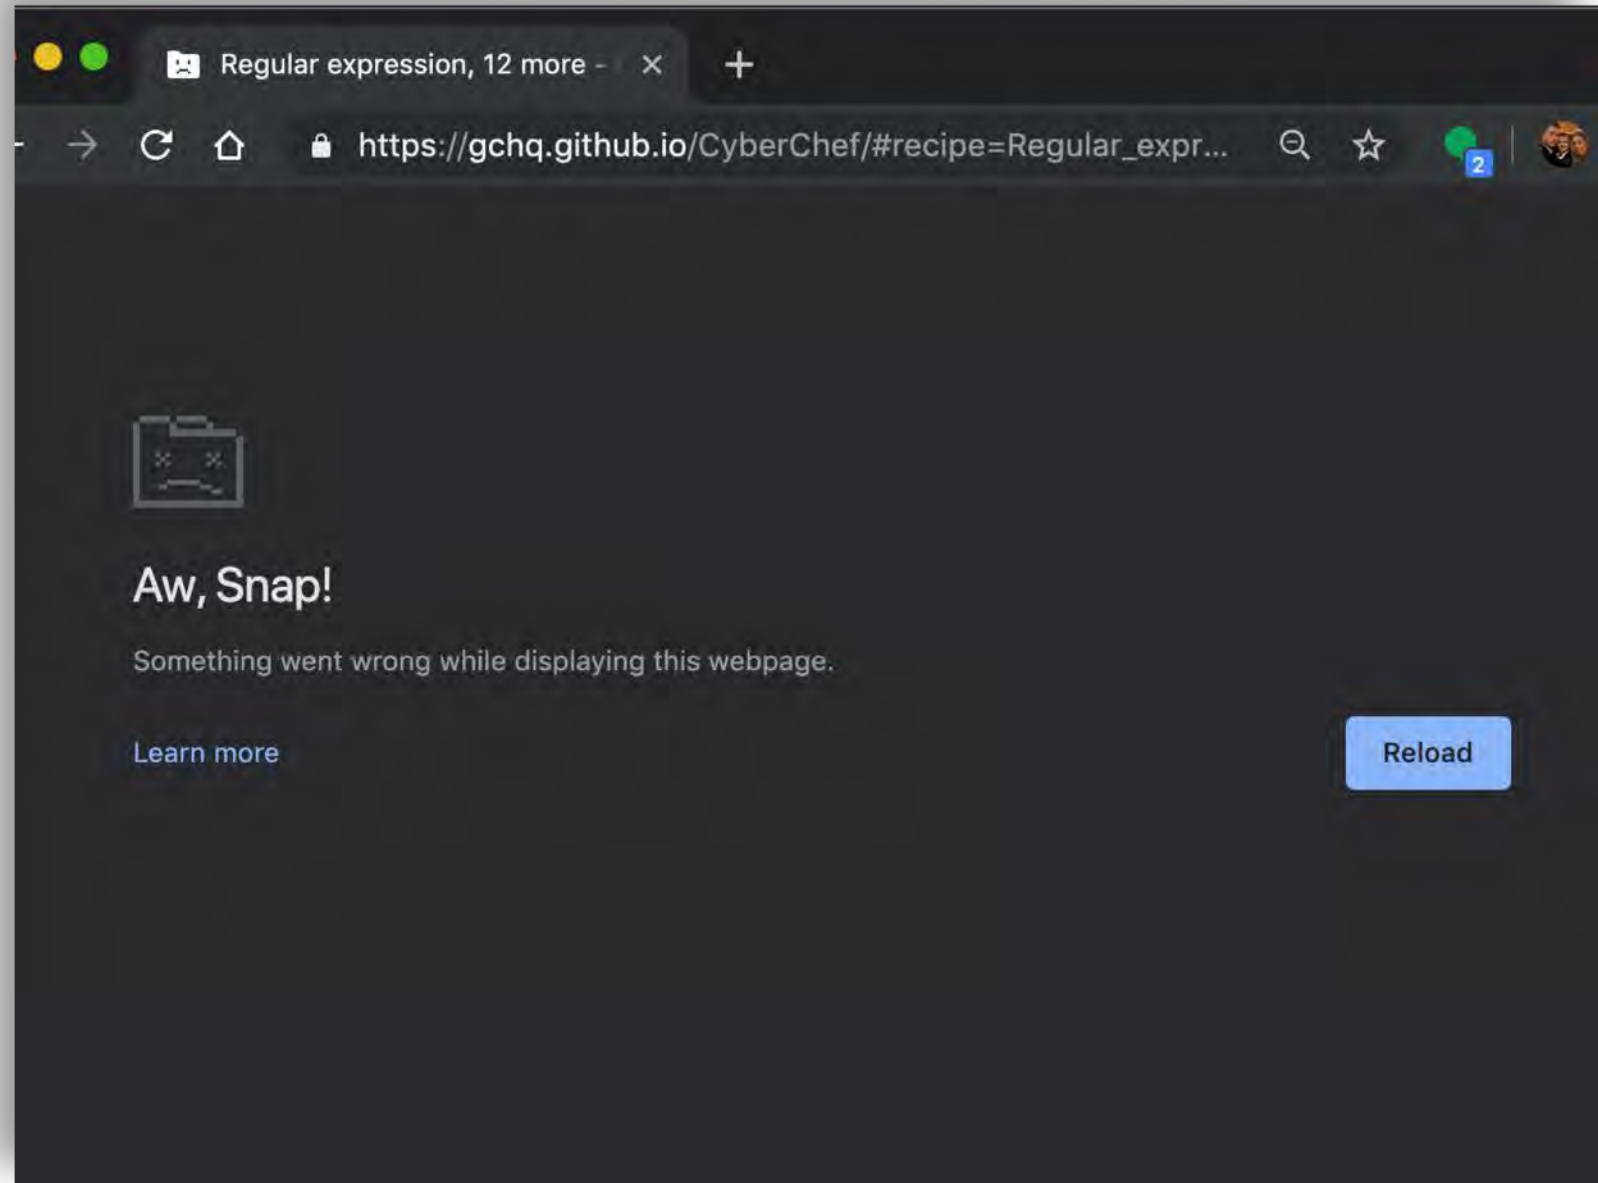 Regular expression, 12 more -
https://gchq.github.io/CyberChef/#recipe=Regular_expr...
2
Aw, Snap!
Something went wrong while displaying this webpage.
Learn more
Reload